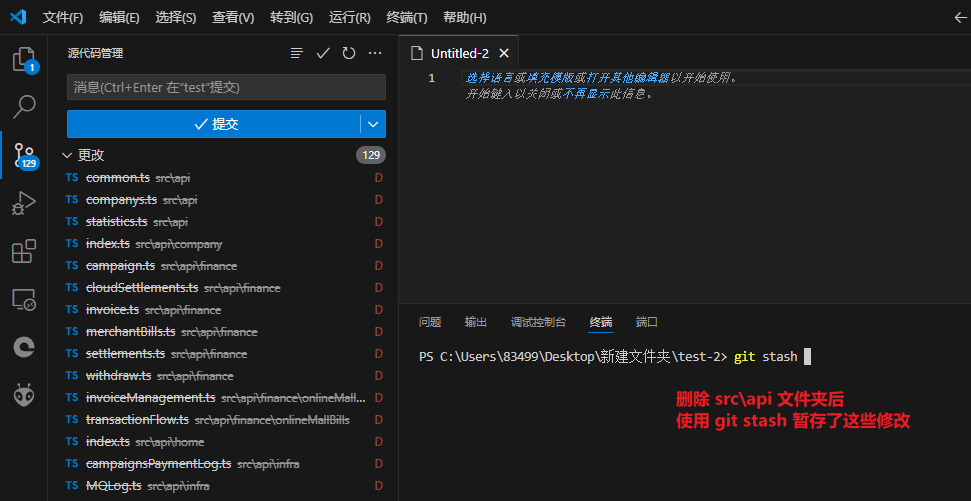 文件(F) 编辑(E) 选择(S) 查看(V) 转到(G) 运行(R) 终端(T) 帮助(H)
1
129
源代码管理
消息(Ctrl+Enter 在"test"提交)
提交
更改 129
TS common.ts src\api D
TS companys.ts src\api D
TS statistics.ts src\api D
TS index.ts src\api\company D
TS campaign.ts src\api\finance D
TS cloudSettlements.ts src\api\finance D
TS invoice.ts src\api\finance D
TS merchantBills.ts src\api\finance D
TS settlements.ts src\api\finance D
TS withdraw.ts src\api\finance D
TS invoiceManagement.ts src\api\finance\onlineMall... D
TS transactionFlow.ts src\api\finance\onlineMallBills D
TS index.ts src\api\home D
TS campaignsPaymentLog.ts src\api\infra D
TS MQLog.ts src\api\infra D
Untitled-2
1 选择语言或填充模版或打开其他编辑器以开始使用。
开始键入以关闭或不再显示此信息。
问题 输出 调试控制台 终端 端口
PS C:\Users\83499\Desktop\新建文件夹\test-2> git stash
删除 src\api 文件夹后
使用 git stash 暂存了这些修改